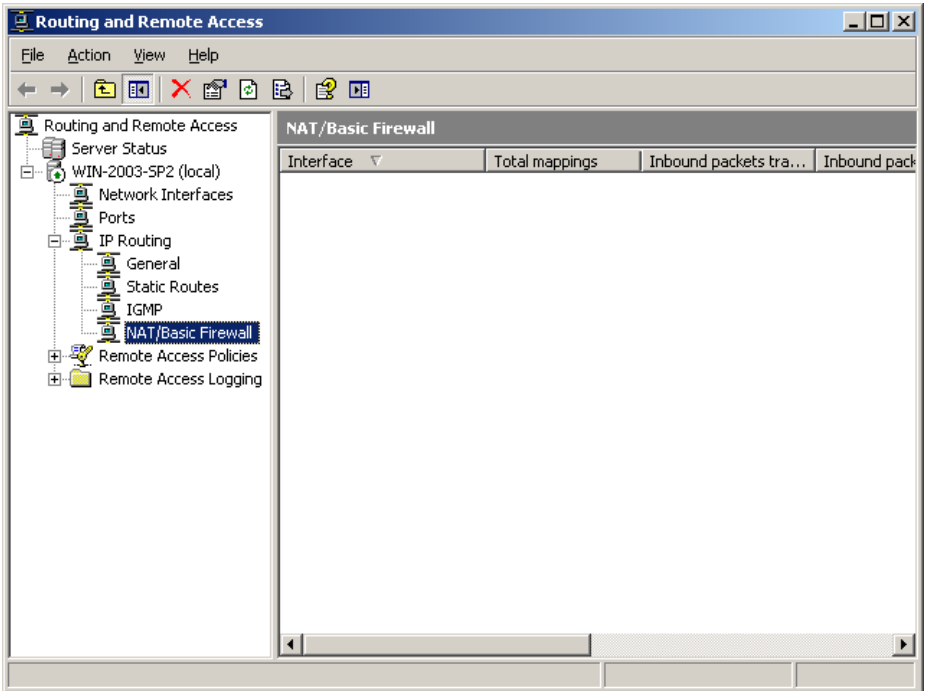 Routing and Remote Access
File Action View Help
Routing and Remote Access
Server Status
WIN-2003-SP2 (local)
Network Interfaces
Ports
IP Routing
General
Static Routes
IGMP
NAT/Basic Firewall
Remote Access Policies
Remote Access Logging
NAT/Basic Firewall
Interface Total mappings Inbound packets tra... Inbound pack